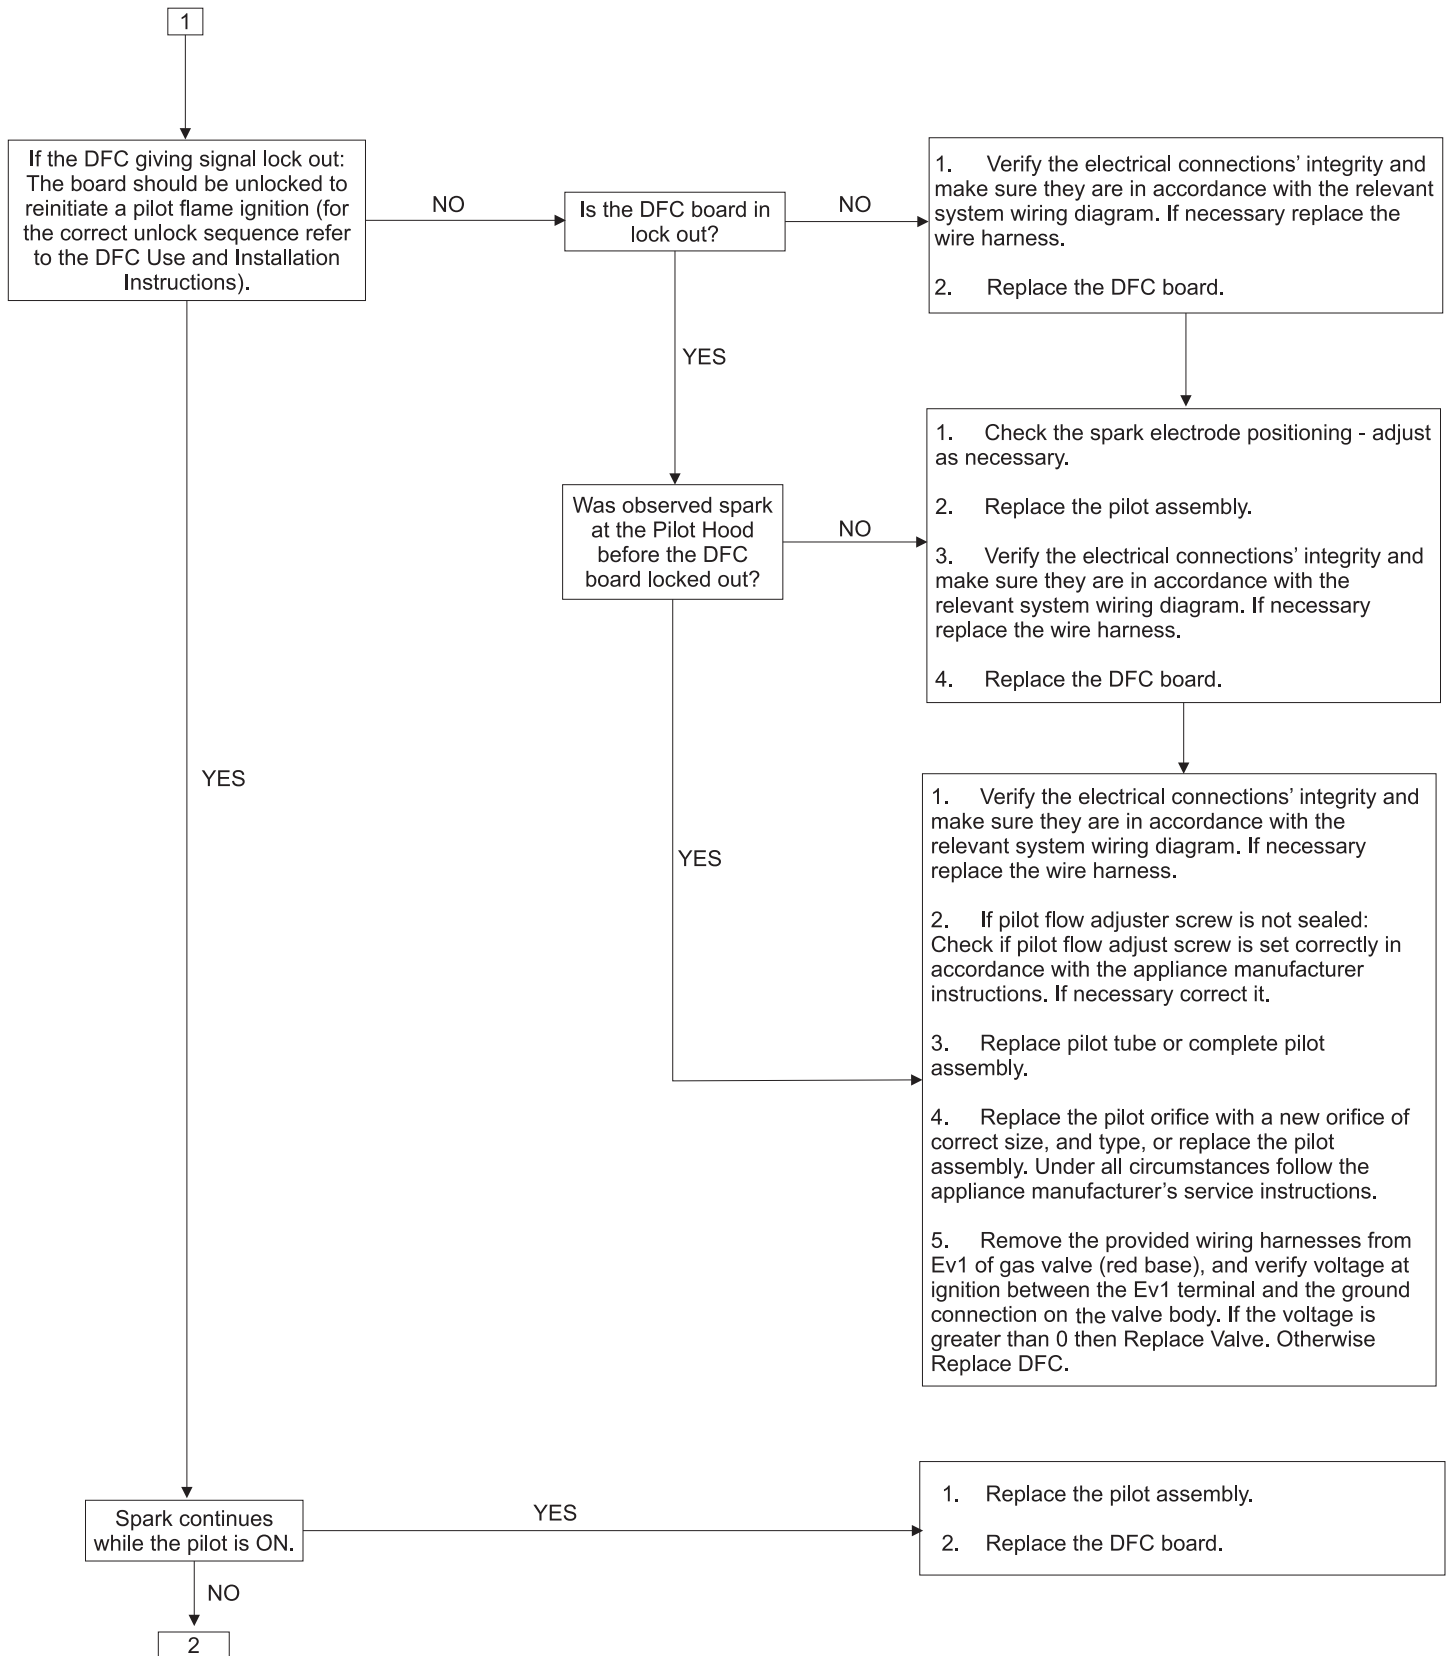 1
If the DFC giving signal lock out:
The board should be unlocked to
reinitiate a pilot flame ignition (for
the correct unlock sequence refer
to the DFC Use and Installation
Instructions).
NO
Is the DFC board in
lock out?
NO
1. Verify the electrical connections’ integrity and
make sure they are in accordance with the relevant
system wiring diagram. If necessary replace the
wire harness.
2. Replace the DFC board.
YES
Was observed spark
at the Pilot Hood
before the DFC
board locked out?
NO
1. Check the spark electrode positioning - adjust
as necessary.
2. Replace the pilot assembly.
3. Verify the electrical connections’ integrity and
make sure they are in accordance with the
relevant system wiring diagram. If necessary
replace the wire harness.
4. Replace the DFC board.
YES
YES
1. Verify the electrical connections’ integrity and
make sure they are in accordance with the
relevant system wiring diagram. If necessary
replace the wire harness.
2. If pilot flow adjuster screw is not sealed:
Check if pilot flow adjust screw is set correctly in
accordance with the appliance manufacturer
instructions. If necessary correct it.
3. Replace pilot tube or complete pilot
assembly.
4. Replace the pilot orifice with a new orifice of
correct size, and type, or replace the pilot
assembly. Under all circumstances follow the
appliance manufacturer’s service instructions.
5. Remove the provided wiring harnesses from
Ev1 of gas valve (red base), and verify voltage at
ignition between the Ev1 terminal and the ground
connection on the valve body. If the voltage is
greater than 0 then Replace Valve. Otherwise
Replace DFC.
Spark continues
while the pilot is ON.
YES
1. Replace the pilot assembly.
2. Replace the DFC board.
NO
2